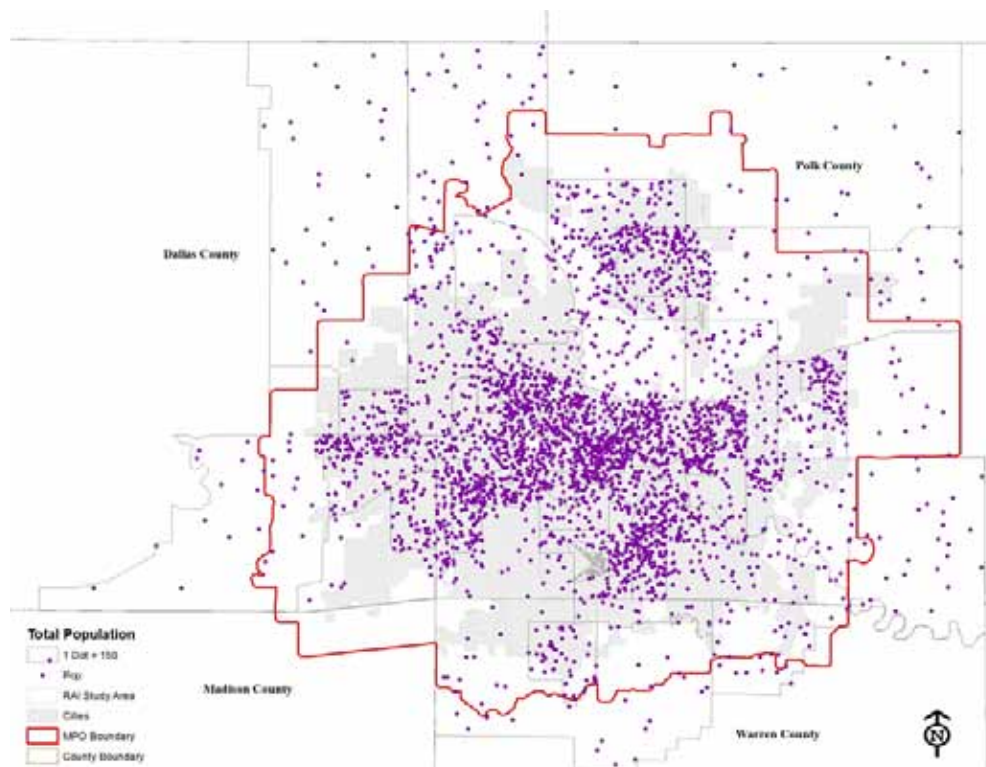 Polk County
Dallas County
Total Population
1 Dot = 150
Pop
RAI Study Area
Cities
MPO Boundary
County Boundary
Madison County
Warren County
N